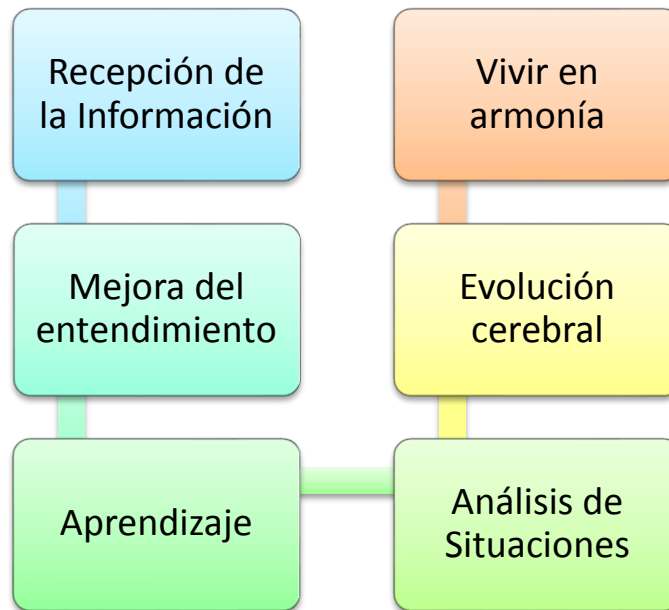 Recepción de
la Información
Mejora del
entendimiento
Aprendizaje
Análisis de
Situaciones
Evolución
cerebral
Vivir en
armonía